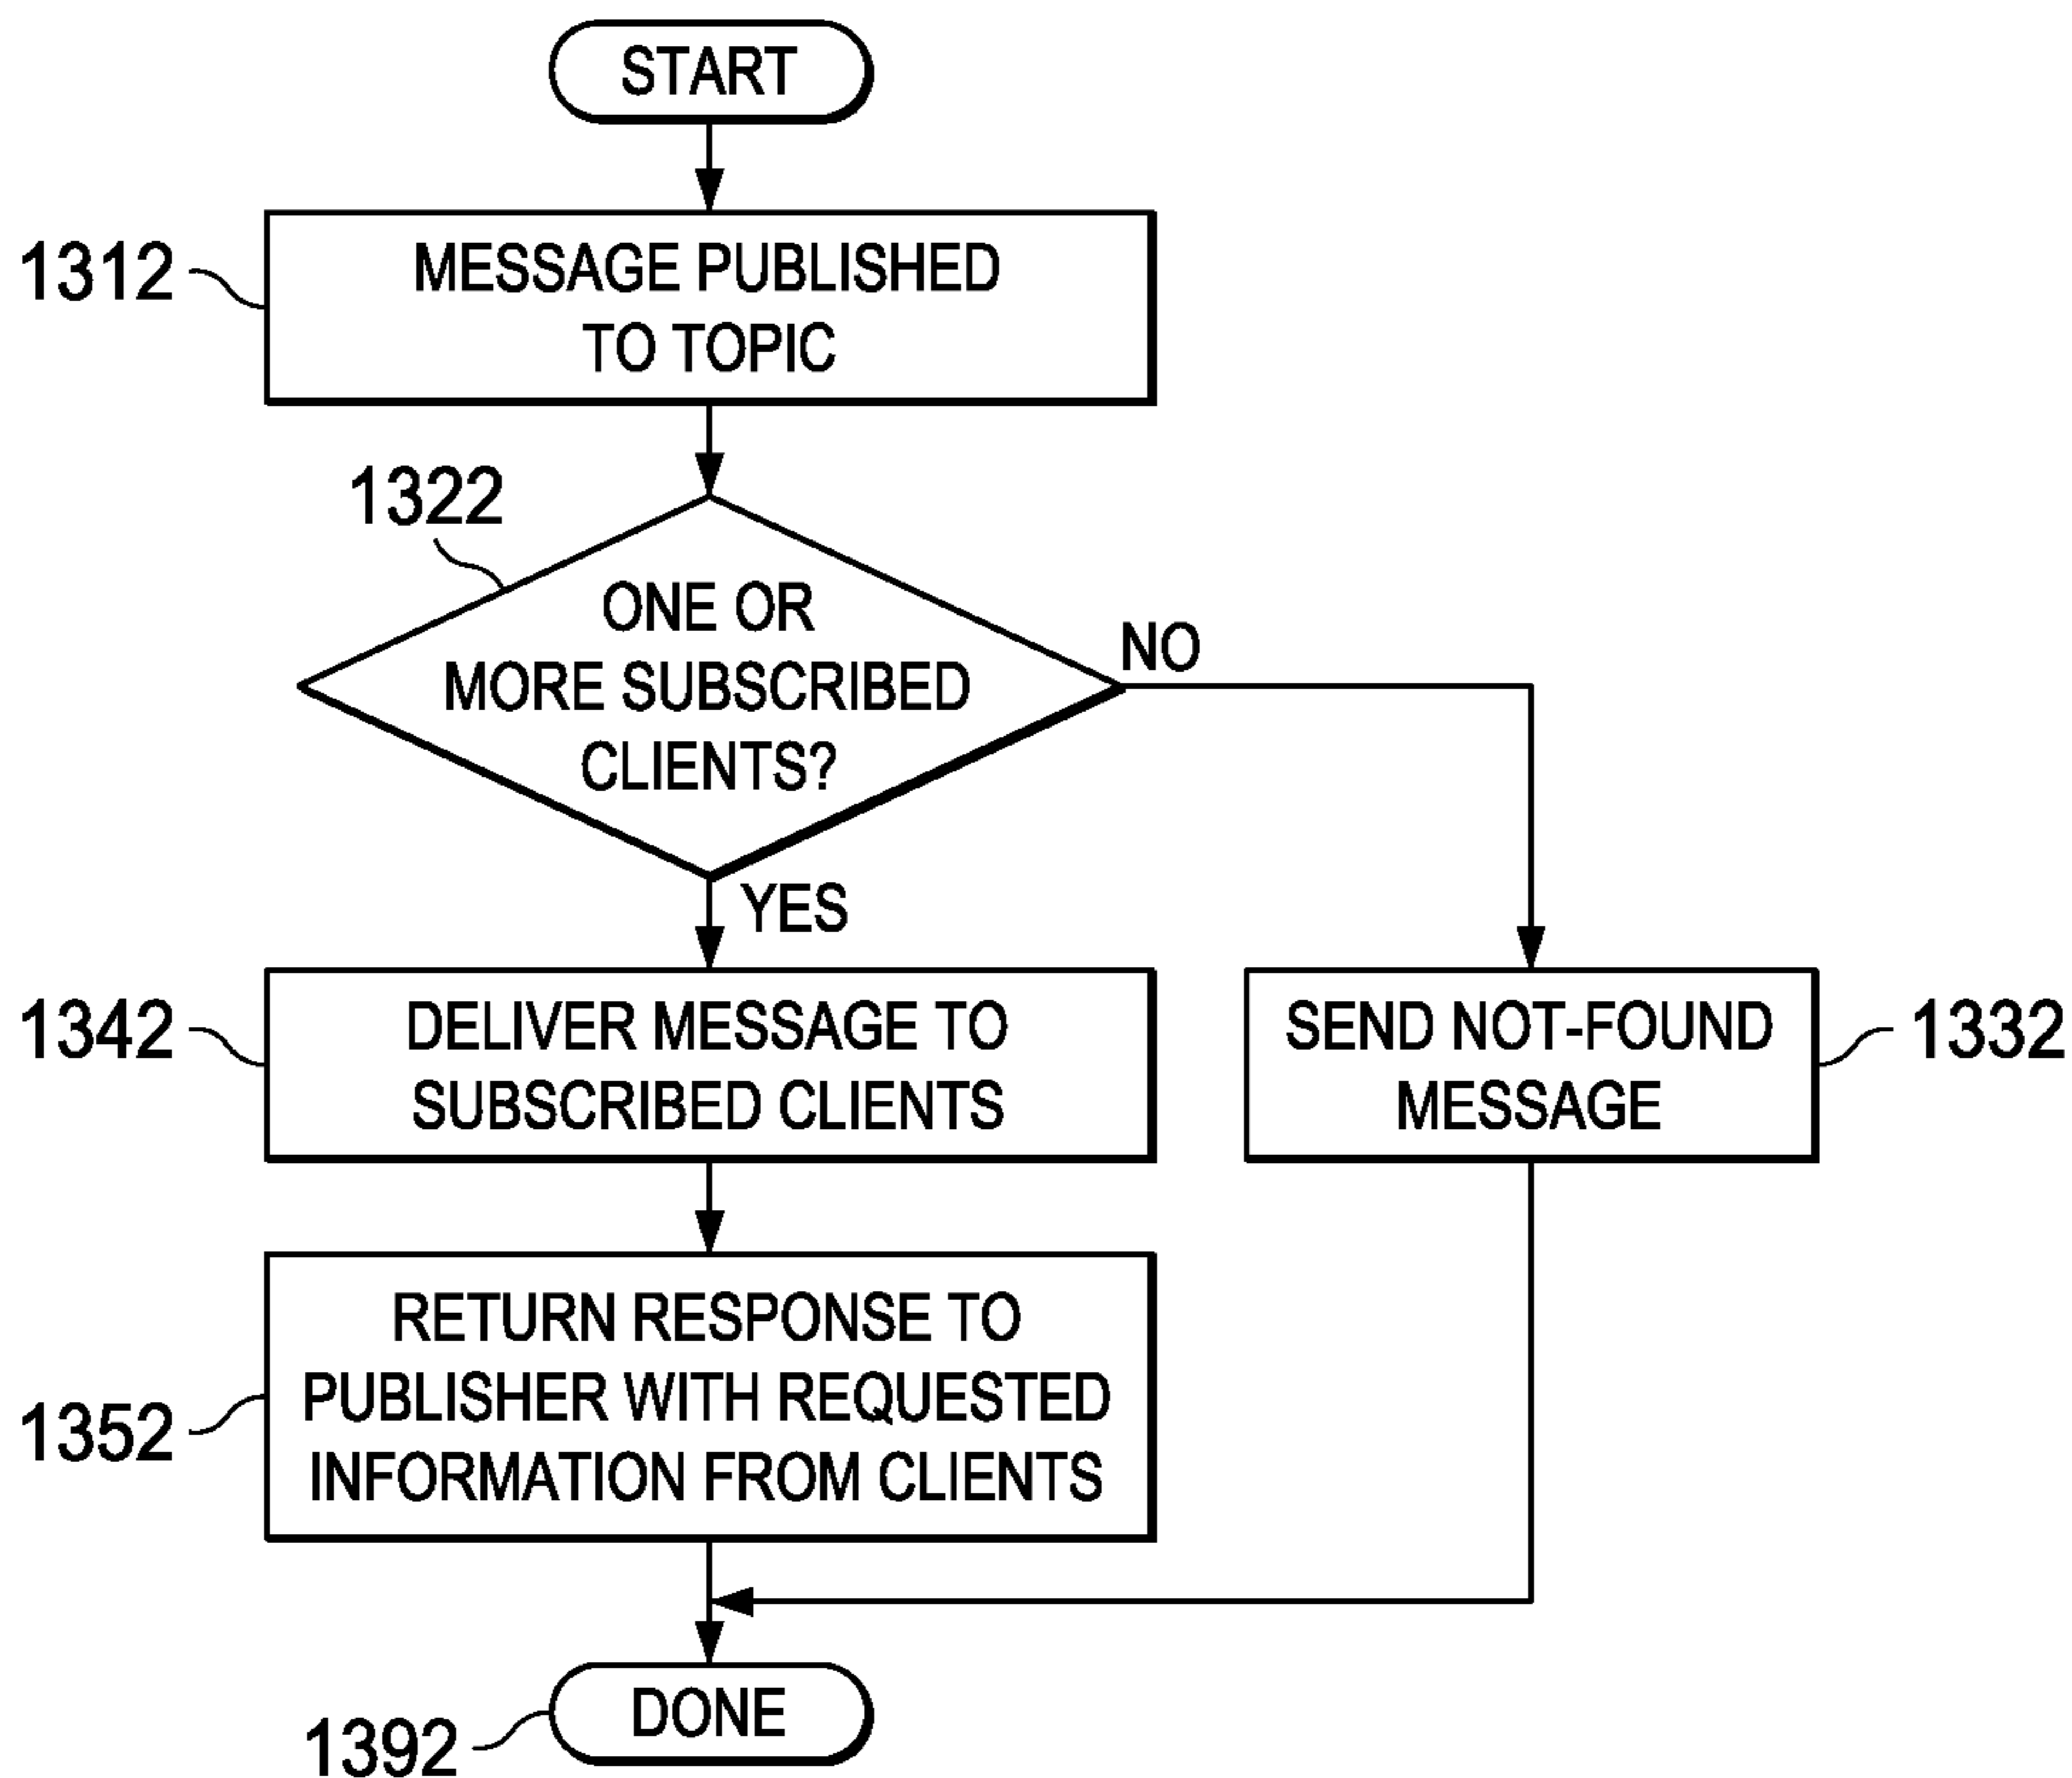 START
1312
MESSAGE PUBLISHED
TO TOPIC
1322
ONE OR
MORE SUBSCRIBED
CLIENTS?
NO
YES
1342
DELIVER MESSAGE TO
SUBSCRIBED CLIENTS
SEND NOT-FOUND
MESSAGE
1332
1352
RETURN RESPONSE TO
PUBLISHER WITH REQUESTED
INFORMATION FROM CLIENTS
DONE
1392